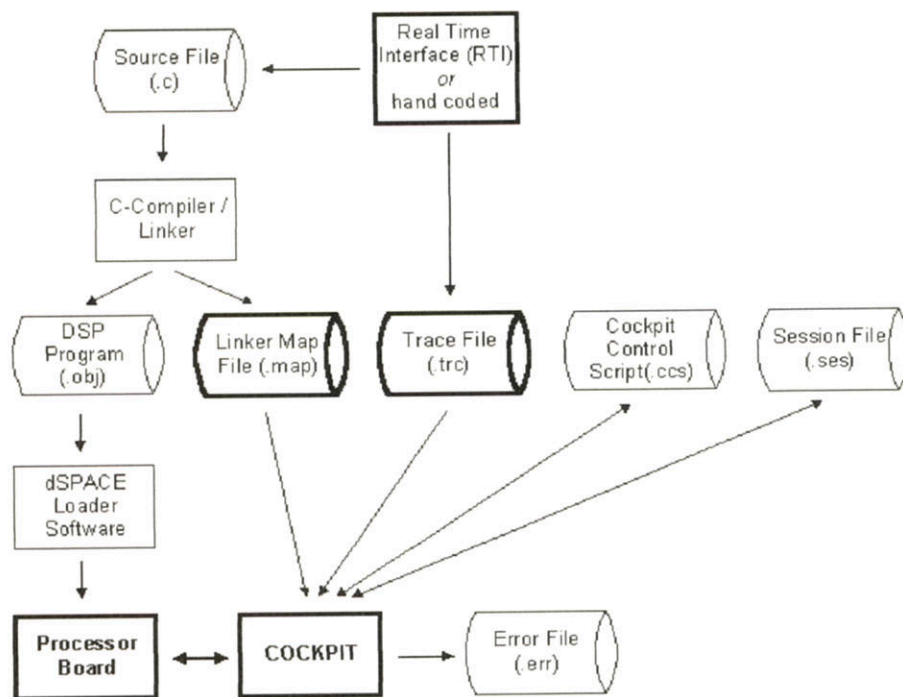 Source File
(.c)
Real Time
Interface (RTI)
or
hand coded
C-Compiler /
Linker
DSP
Program
(.obj)
Linker Map
File (.map)
Trace File
(.trc)
Cockpit
Control
Script(.ccs)
Session File
(.ses)
dSPACE
Loader
Software
Processor
Board
COCKPIT
Error File
(.err)